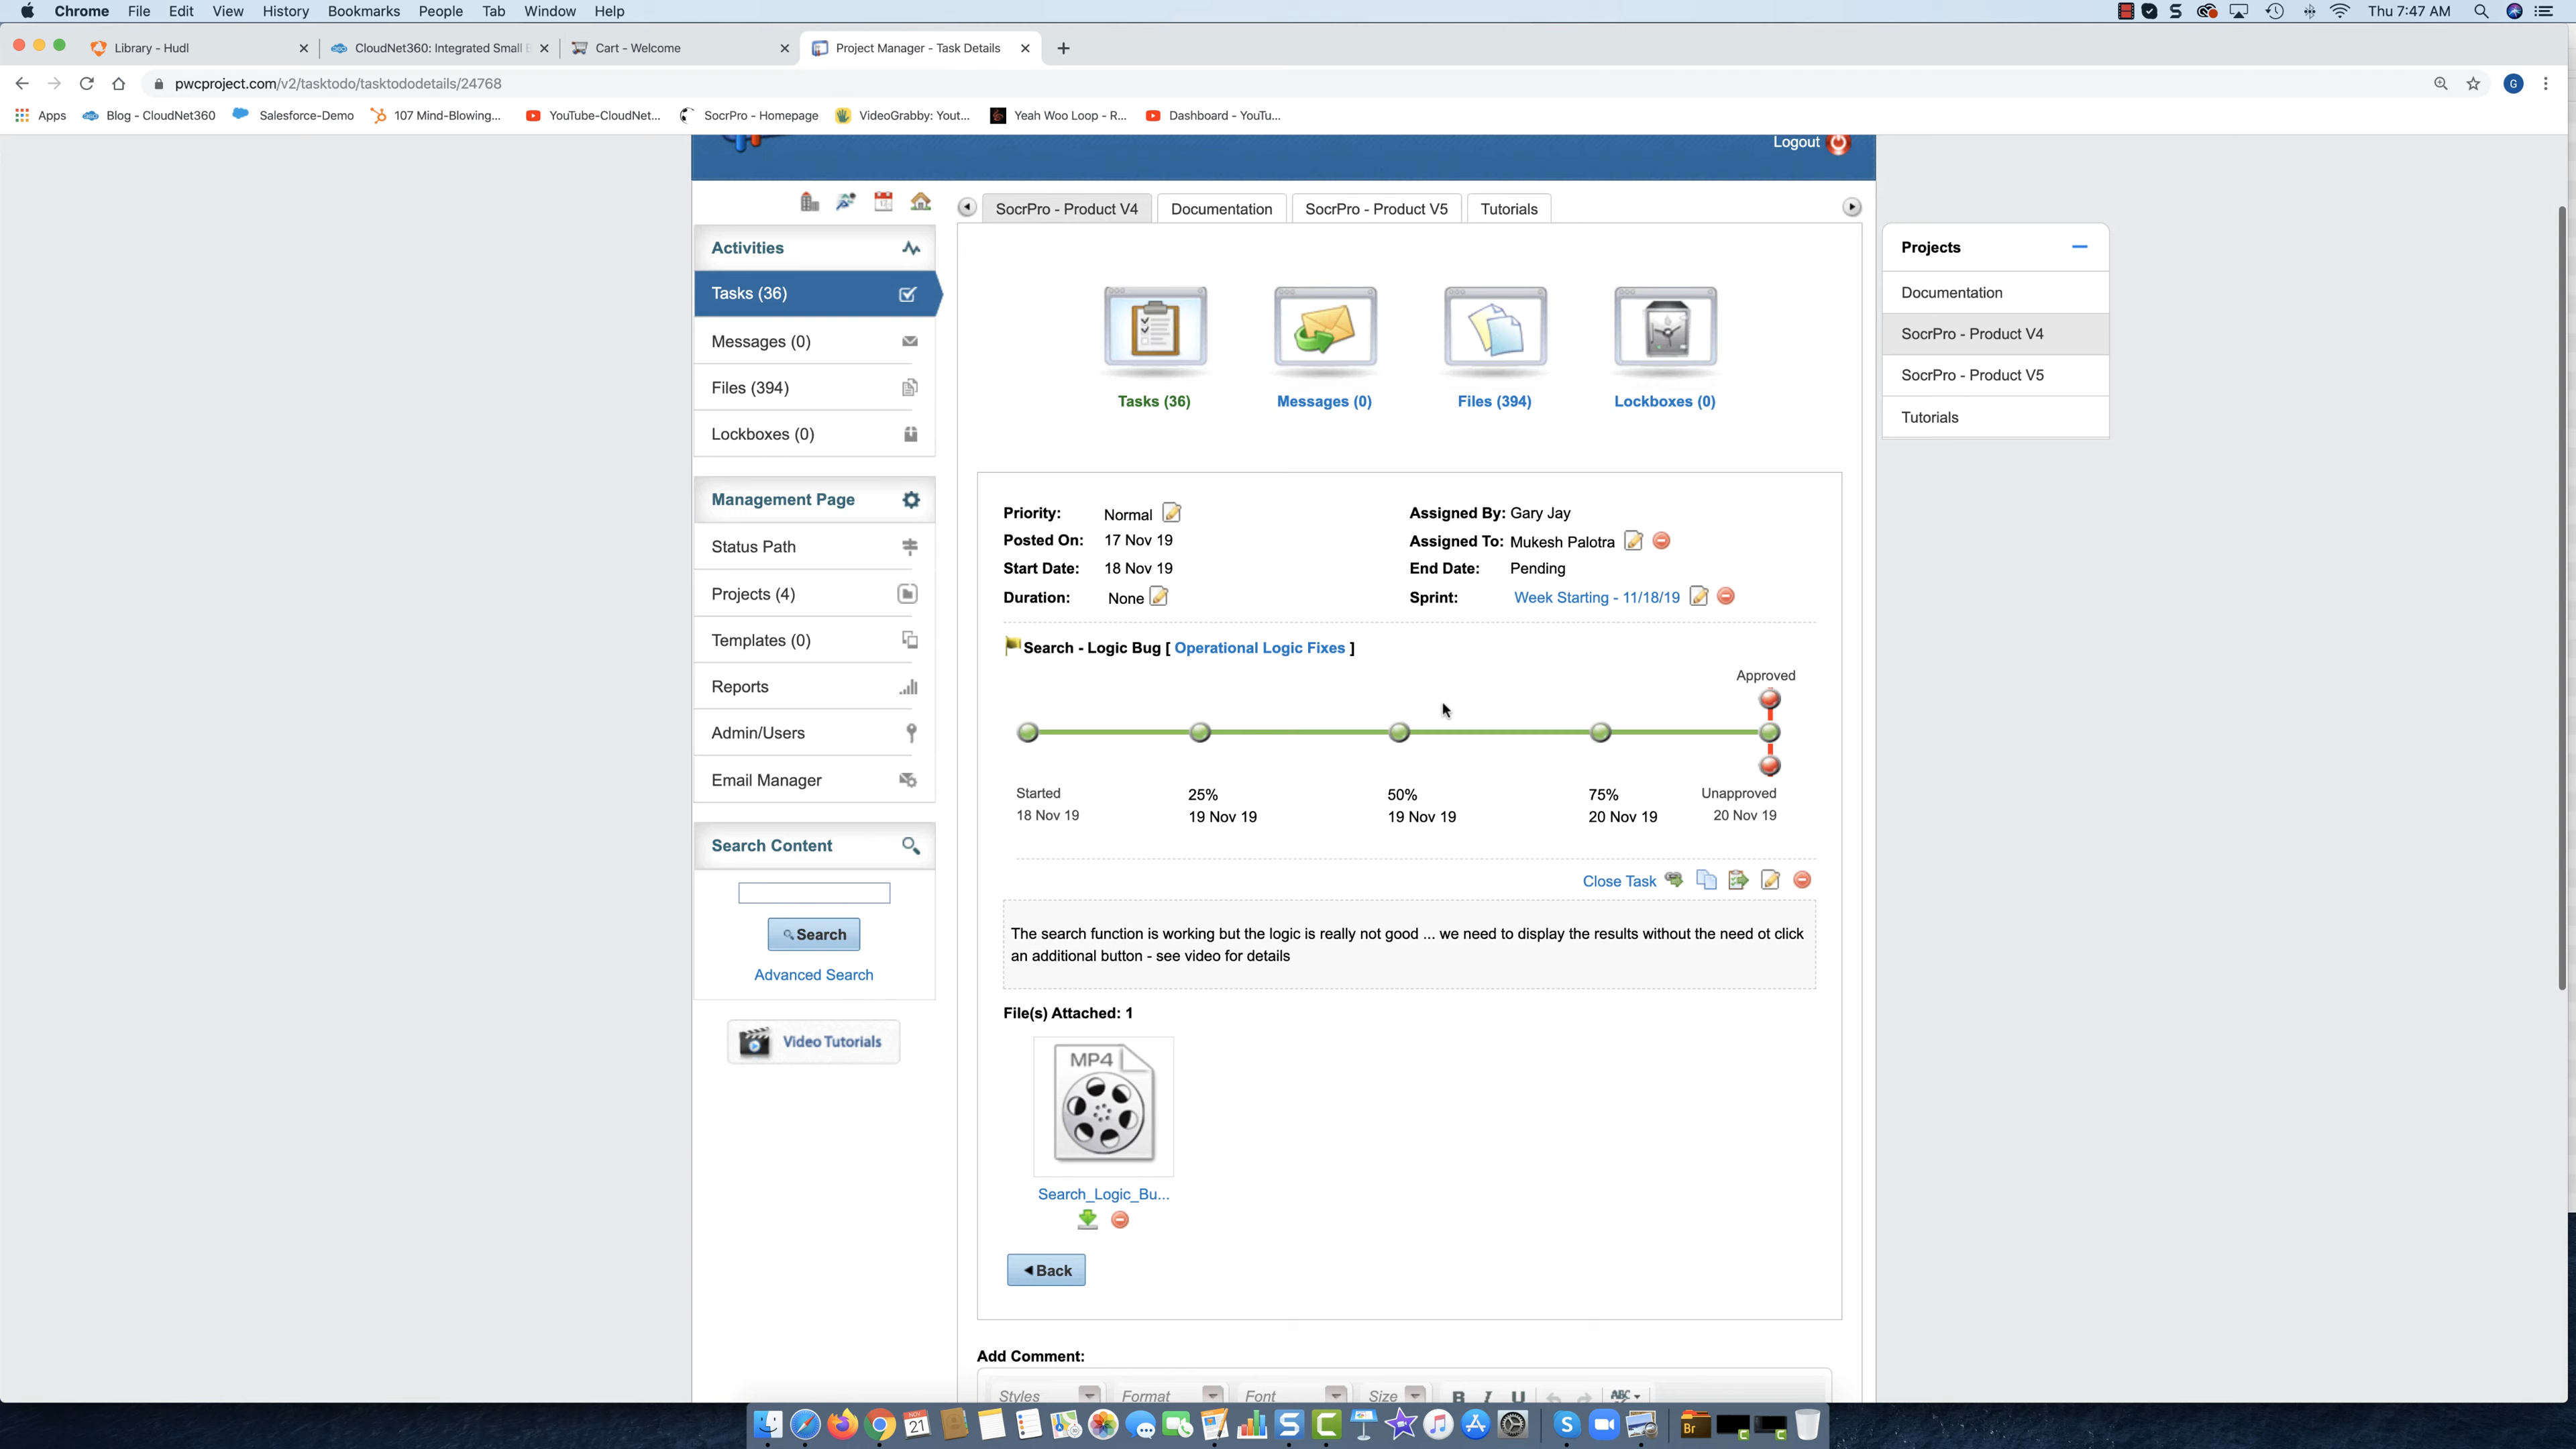 Chrome File Edit View History Bookmarks People Tab Window Help Thu 7:47 AM
Library - Hudl CloudNet360: Integrated Small Cart - Welcome Project Manager - Task Details
pwcproject.com/v2/tasktodo/tasktododetails/24768 G
Apps Blog - CloudNet360 Salesforce-Demo 107 Mind-Blowing... YouTube-CloudNet... SocrPro - Homepage VideoGrabby: Yout... Yeah Woo Loop - R... Dashboard - YouTu...
Logout
SocrPro - Product V4 Documentation SocrPro - Product V5 Tutorials
Activities
Tasks (36)
Messages (0)
Files (394)
Lockboxes (0)
Management Page
Status Path
Projects (4)
Templates (0)
Reports
Admin/Users
Email Manager
Search Content
Search
Advanced Search
Video Tutorials
Tasks (36) Messages (0) Files (394) Lockboxes (0)
Projects
Documentation
SocrPro - Product V4
SocrPro - Product V5
Tutorials
Priority: Normal Assigned By: Gary Jay
Posted On: 17 Nov 19 Assigned To: Mukesh Palotra
Start Date: 18 Nov 19 End Date: Pending
Duration: None Sprint: Week Starting - 11/18/19
Search - Logic Bug [ Operational Logic Fixes ]
Approved
Started 25% 50% 75% Unapproved
18 Nov 19 19 Nov 19 19 Nov 19 20 Nov 19 20 Nov 19
Close Task
The search function is working but the logic is really not good ... we need to display the results without the need ot click
an additional button - see video for details
File(s) Attached: 1
MP4
Search_Logic_Bu...
Back
Add Comment:
Styles Format Font Size B I U ABC
NOV
21
Br